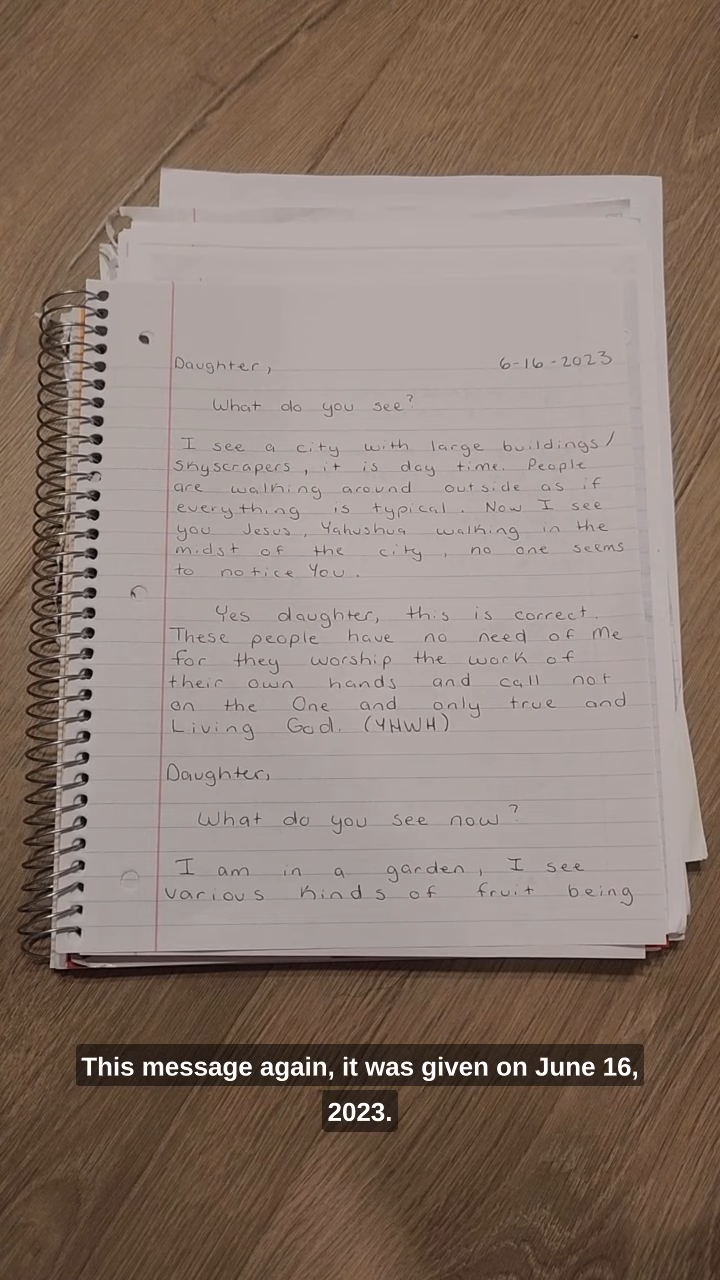 Daughter, 6-16-2023
What do you see?
I see a city with large buildings/
skyscrapers, it is day time. People
are walking around outside as if
everything is typical. Now I see
you Jesus, Yahushua walking in the
midst of the city, no one seems
to notice You.
Yes daughter, this is correct.
These people have no need of Me
for they worship the work of
their own hands and call not
on the One and only true and
Living God. (YHWH)
Daughter,
What do you see now?
I am in a garden, I see
various kinds of fruit being
This message again, it was given on June 16,
2023.